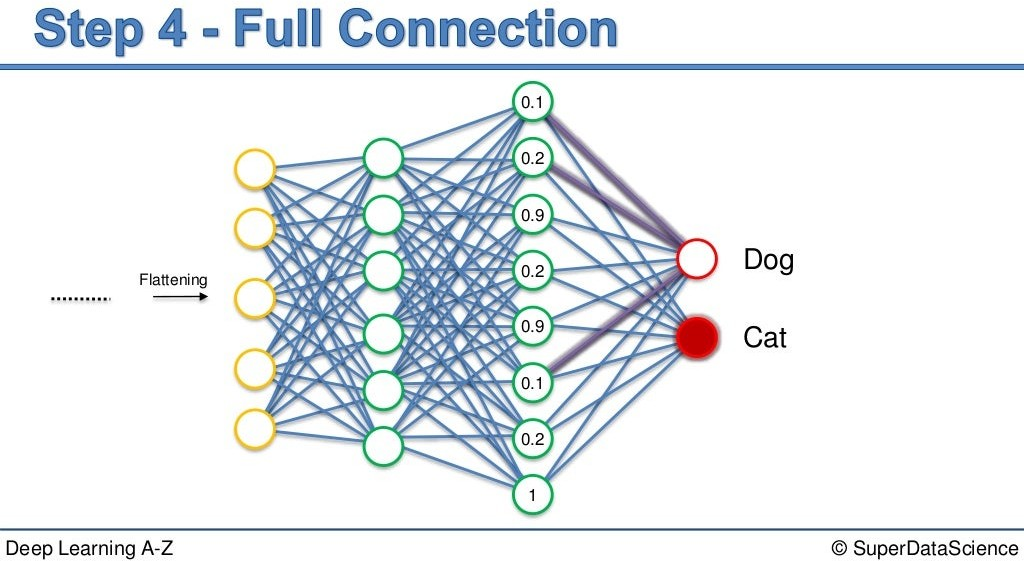 Step 4 - Full Connection
Flattening
0.1
0.2
0.9
0.2
0.9
0.1
0.2
1
Dog
Cat
Deep Learning A-Z
© SuperDataScience